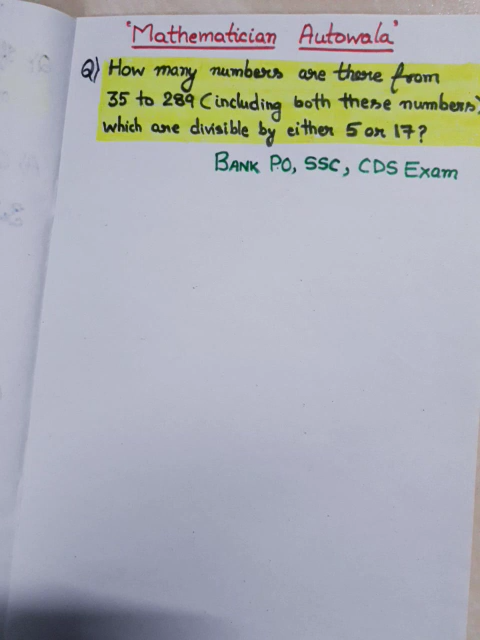 'Mathematician Autowala'
Q) How many numbers are there from
35 to 289 (including both these numbers)
which are divisible by either 5 or 17?
BANK PO, SSC, CDS Exam